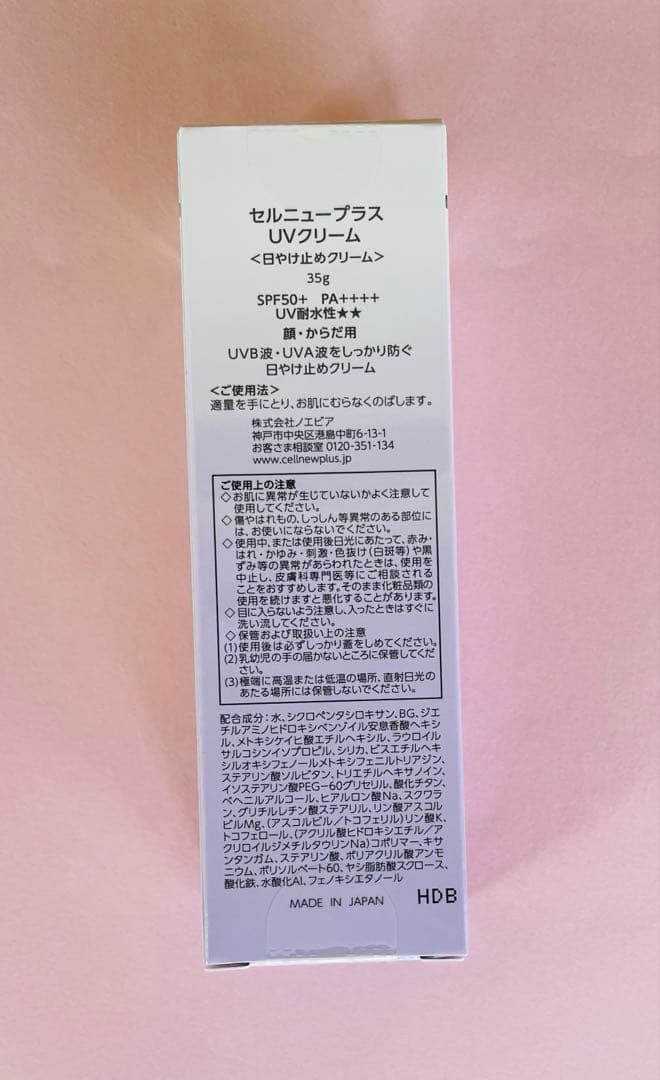 セルニュープラス
UVクリーム
＜日やけ止めクリーム＞
35g
SPF50+ PA++++
UV耐水性★★
顔・からだ用
UVB波・UVA波をしっかり防ぐ
日やけ止めクリーム
＜ご使用法＞
適量を手にとり、お肌にむらなくのばします。
株式会社ノエビア
神戸市中央区港島中町6-13-1
お客さま相談室 0120-351-134
www.cellnewplus.jp
ご使用上の注意
◇お肌に異常が生じていないかよく注意して
使用してください。
◇傷やはれもの、しっしん等異常のある部位に
は、お使いにならないでください。
◇使用中、または使用後日光にあたって、赤み・
はれ・かゆみ・刺激・色抜け(白斑等)や黒
ずみ等の異常があらわれたときは、使用を
中止し、皮膚科専門医等にご相談される
ことをおすすめします。そのまま化粧品類の
使用を続けますと悪化することがあります。
◇目に入らないよう注意し、入ったときはすぐに
洗い流してください。
◇保管および取扱い上の注意
(1)使用後は必ずしっかり蓋をしめてください。
(2)乳幼児の手の届かないところに保管してくだ
さい。
(3)極端に高温または低温の場所、直射日光の
あたる場所には保管しないでください。
配合成分：水、シクロペンタシロキサン、BG、ジエ
チルアミノヒドロキシベンゾイル安息香酸ヘキシ
ル、メトキシケイヒ酸エチルヘキシル、ラウロイル
サルコシンイソプロピル、シリカ、ビスエチルヘキ
シルオキシフェノールメトキシフェニルトリアジン、
ステアリン酸ソルビタン、トリエチルヘキサノイン、
イソステアリン酸PEG-60グリセリル、酸化チタン、
ベヘニルアルコール、ヒアルロン酸Na、スクワラ
ン、グリチルレチン酸ステアリル、リン酸アスコル
ビルMg、(アスコルビル／トコフェリル)リン酸K、
トコフェロール、(アクリル酸ヒドロキシエチル／ア
クリロイルジメチルタウリンNa)コポリマー、キサ
ンタンガム、ステアリン酸、ポリアクリル酸アンモ
ニウム、ポリソルベート60、ヤシ脂肪酸スクロース、
酸化鉄、水酸化Al、フェノキシエタノール
MADE IN JAPAN
HDB